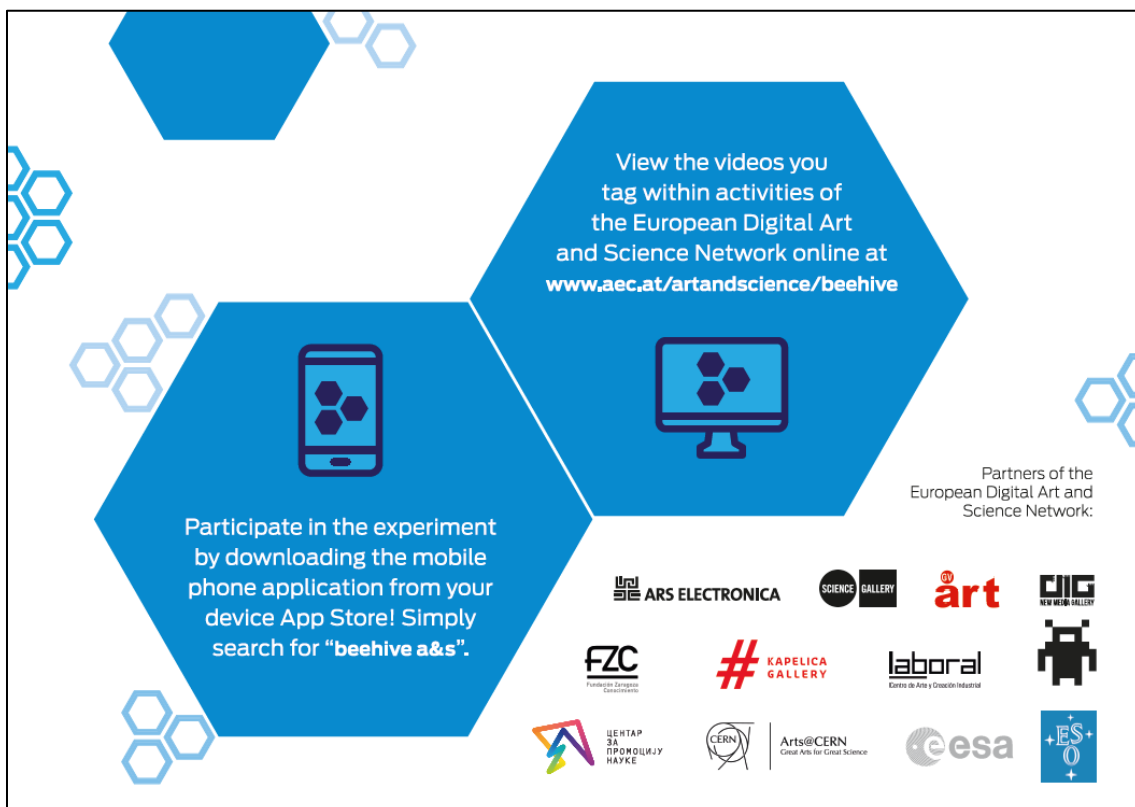 View the videos you
tag within activities of
the European Digital Art
and Science Network online at
www.aec.at/artandscience/beehive
Participate in the experiment
by downloading the mobile
phone application from your
device App Store! Simply
search for “beehive a&s”.
Partners of the
European Digital Art and
Science Network:
ARS ELECTRONICA
SCIENCE GALLERY
GV
art
DIG
NEW MEDIA GALLERY
FZC
Fundación Zaragoza
Conocimiento
# KAPELICA
GALLERY
laboral
Centro de Arte y Creación Industrial
ЦЕНТАР
ЗА
ПРОМОЦИЈУ
НАУКЕ
CERN
Arts@CERN
Great Arts for Great Science
esa
ESO